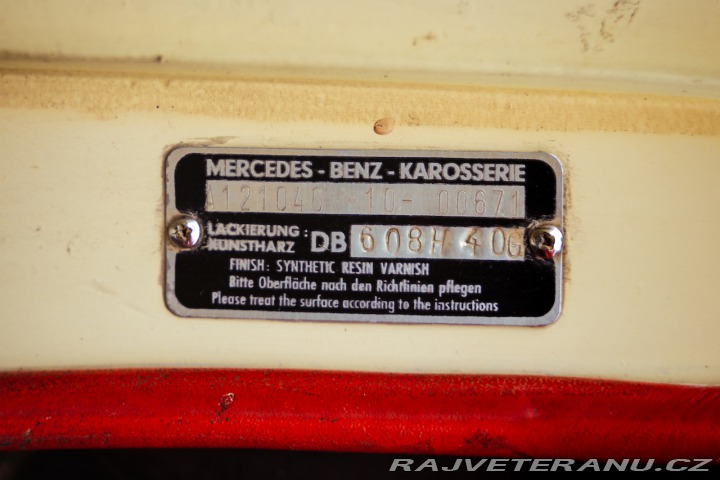 MERCEDES - BENZ - KAROSSERIE
A121040 -10- 00671
LACKIERUNG :
KUNSTHARZ DB 608H 40G
FINISH: SYNTHETIC RESIN VARNISH
Bitte Oberfläche nach den Richtlinien pflegen
Please treat the surface according to the instructions
RAJVETERANU.CZ